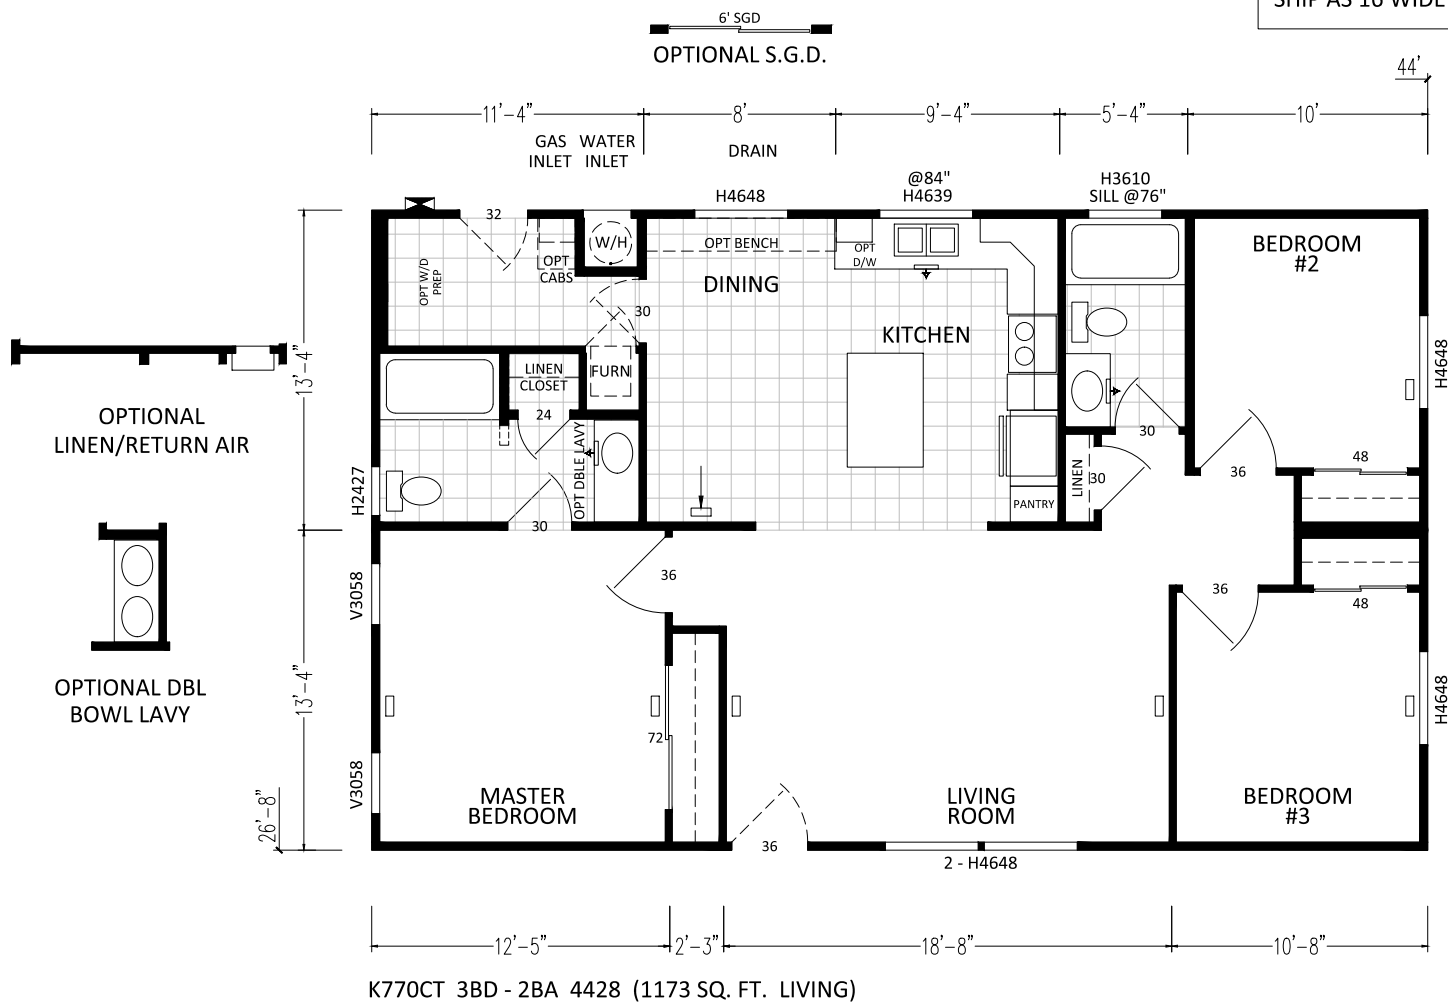 SHIP AS 16 WIDE
6' SGD
OPTIONAL S.G.D.
44'
11'-4"
8'
9'-4"
5'-4"
10'
GAS INLET
WATER INLET
DRAIN
H4648
@84"
H4639
H3610
SILL @76"
32
W/H
OPT BENCH
OPT
D/W
OPT
CABS
OPT W/D
PREP
DINING
KITCHEN
30
BEDROOM
#2
H4648
13'-4"
LINEN
CLOSET
FURN
24
OPTIONAL
LINEN/RETURN AIR
OPT DBLE LAVY
H2427
30
LINEN
30
30
PANTRY
36
48
V3058
36
36
48
OPTIONAL DBL
BOWL LAVY
13'-4"
72
H4648
V3058
26'-8"
MASTER
BEDROOM
LIVING
ROOM
BEDROOM
#3
36
2 - H4648
12'-5"
2'-3"
18'-8"
10'-8"
K770CT 3BD - 2BA 4428 (1173 SQ. FT. LIVING)